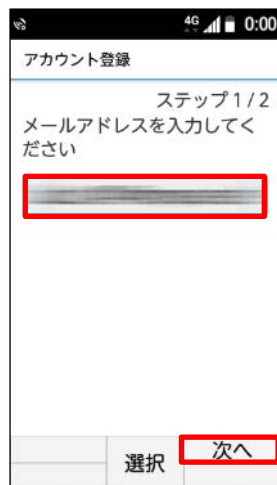 4G 0:00
アカウント登録
ステップ1/2
メールアドレスを入力してく
ださい
選択
次へ